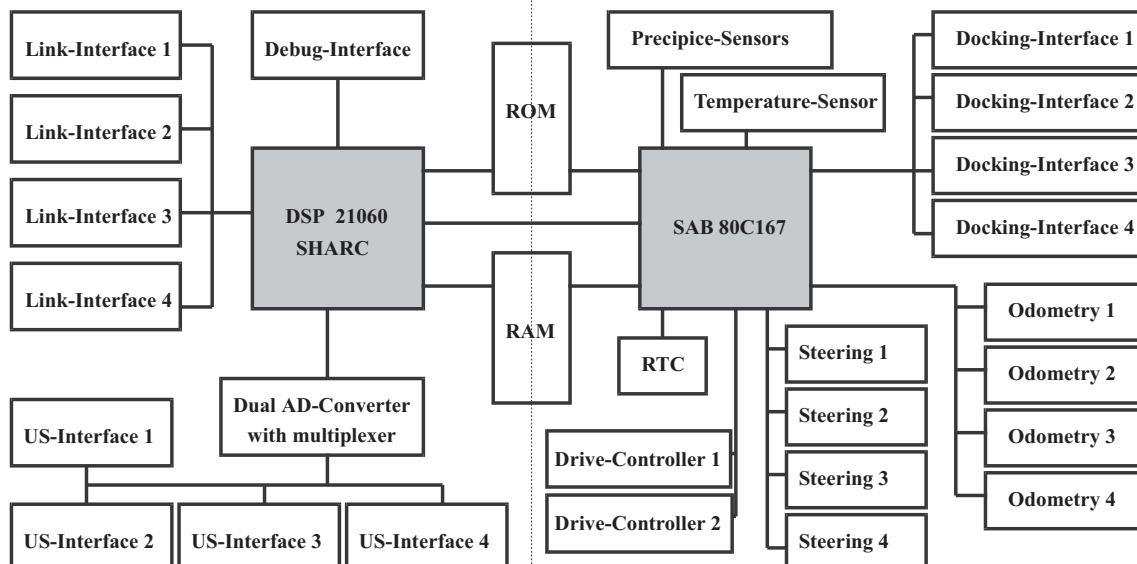 Link-Interface 1
Link-Interface 2
Link-Interface 3
Link-Interface 4
Debug-Interface
DSP 21060
SHARC
ROM
RAM
Dual AD-Converter
with multiplexer
US-Interface 1
US-Interface 2
US-Interface 3
US-Interface 4
Precipice-Sensors
Temperature-Sensor
SAB 80C167
RTC
Drive-Controller 1
Drive-Controller 2
Steering 1
Steering 2
Steering 3
Steering 4
Docking-Interface 1
Docking-Interface 2
Docking-Interface 3
Docking-Interface 4
Odometry 1
Odometry 2
Odometry 3
Odometry 4